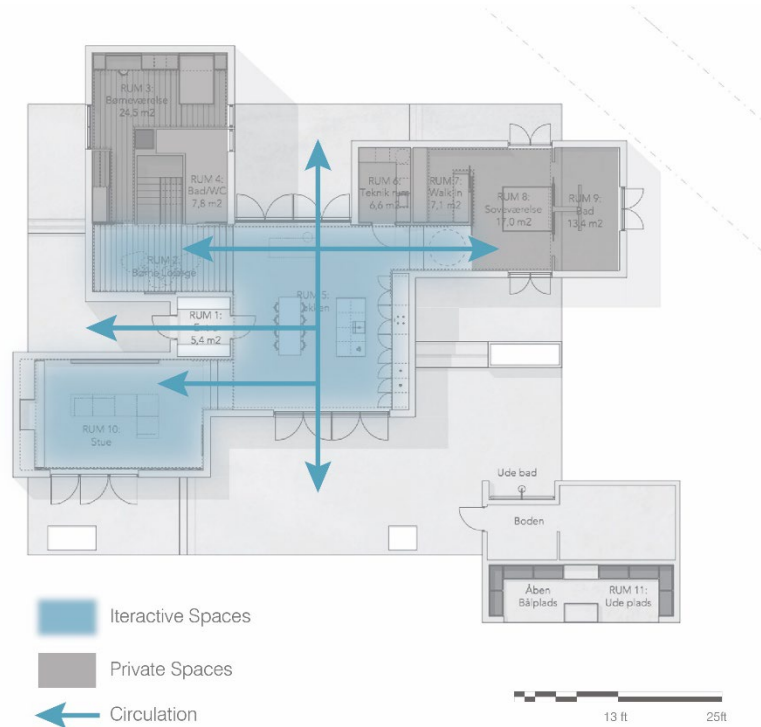 RUM 3:
Børneværelse
24,5 m2
RUM 4:
Bad/WC
7,8 m2
RUM 6:
Teknik rum
6,6 m2
RUM 7:
Walk-in
7,1 m2
RUM 8:
Soveværelse
17,0 m2
RUM 9:
Bad
13,4 m2
RUM 2:
RUM 5:
RUM 1:
5,4 m2
RUM 10:
Stue
Ude bad
Boden
Åben
Bålplads
RUM 11:
Ude plads
Iteractive Spaces
Private Spaces
Circulation
13 ft
25ft